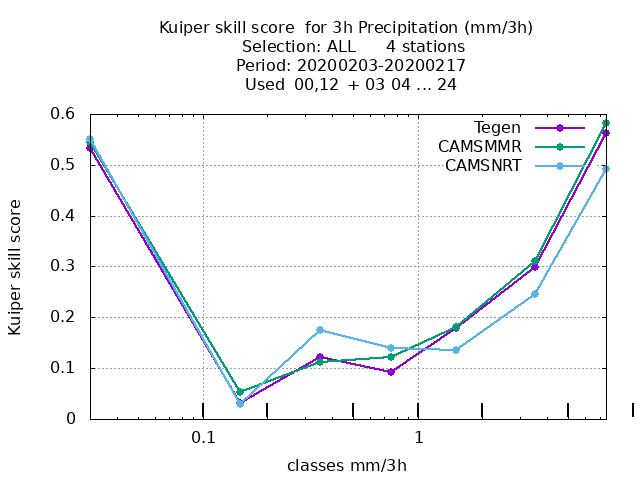 Kuiper skill score  for 3h Precipitation (mm/3h)
Selection: ALL      4 stations
Period: 20200203-20200217
Used  00,12  + 03 04 ... 24
Tegen
CAMSMMR
CAMSNRT
0.6
0.5
0.4
0.3
0.2
0.1
0
Kuiper skill score
0.1
1
classes mm/3h